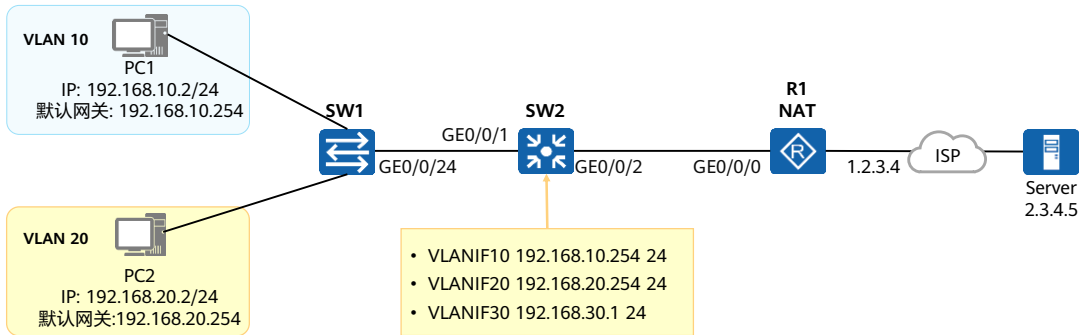 VLAN 10
PC1
IP: 192.168.10.2/24
默认网关: 192.168.10.254
SW1
GE0/0/24
GE0/0/1
SW2
GE0/0/2
R1
NAT
GE0/0/0
R
1.2.3.4
ISP
Server
2.3.4.5
VLAN 20
PC2
IP: 192.168.20.2/24
默认网关:192.168.20.254
• VLANIF10 192.168.10.254 24
• VLANIF20 192.168.20.254 24
• VLANIF30 192.168.30.1 24